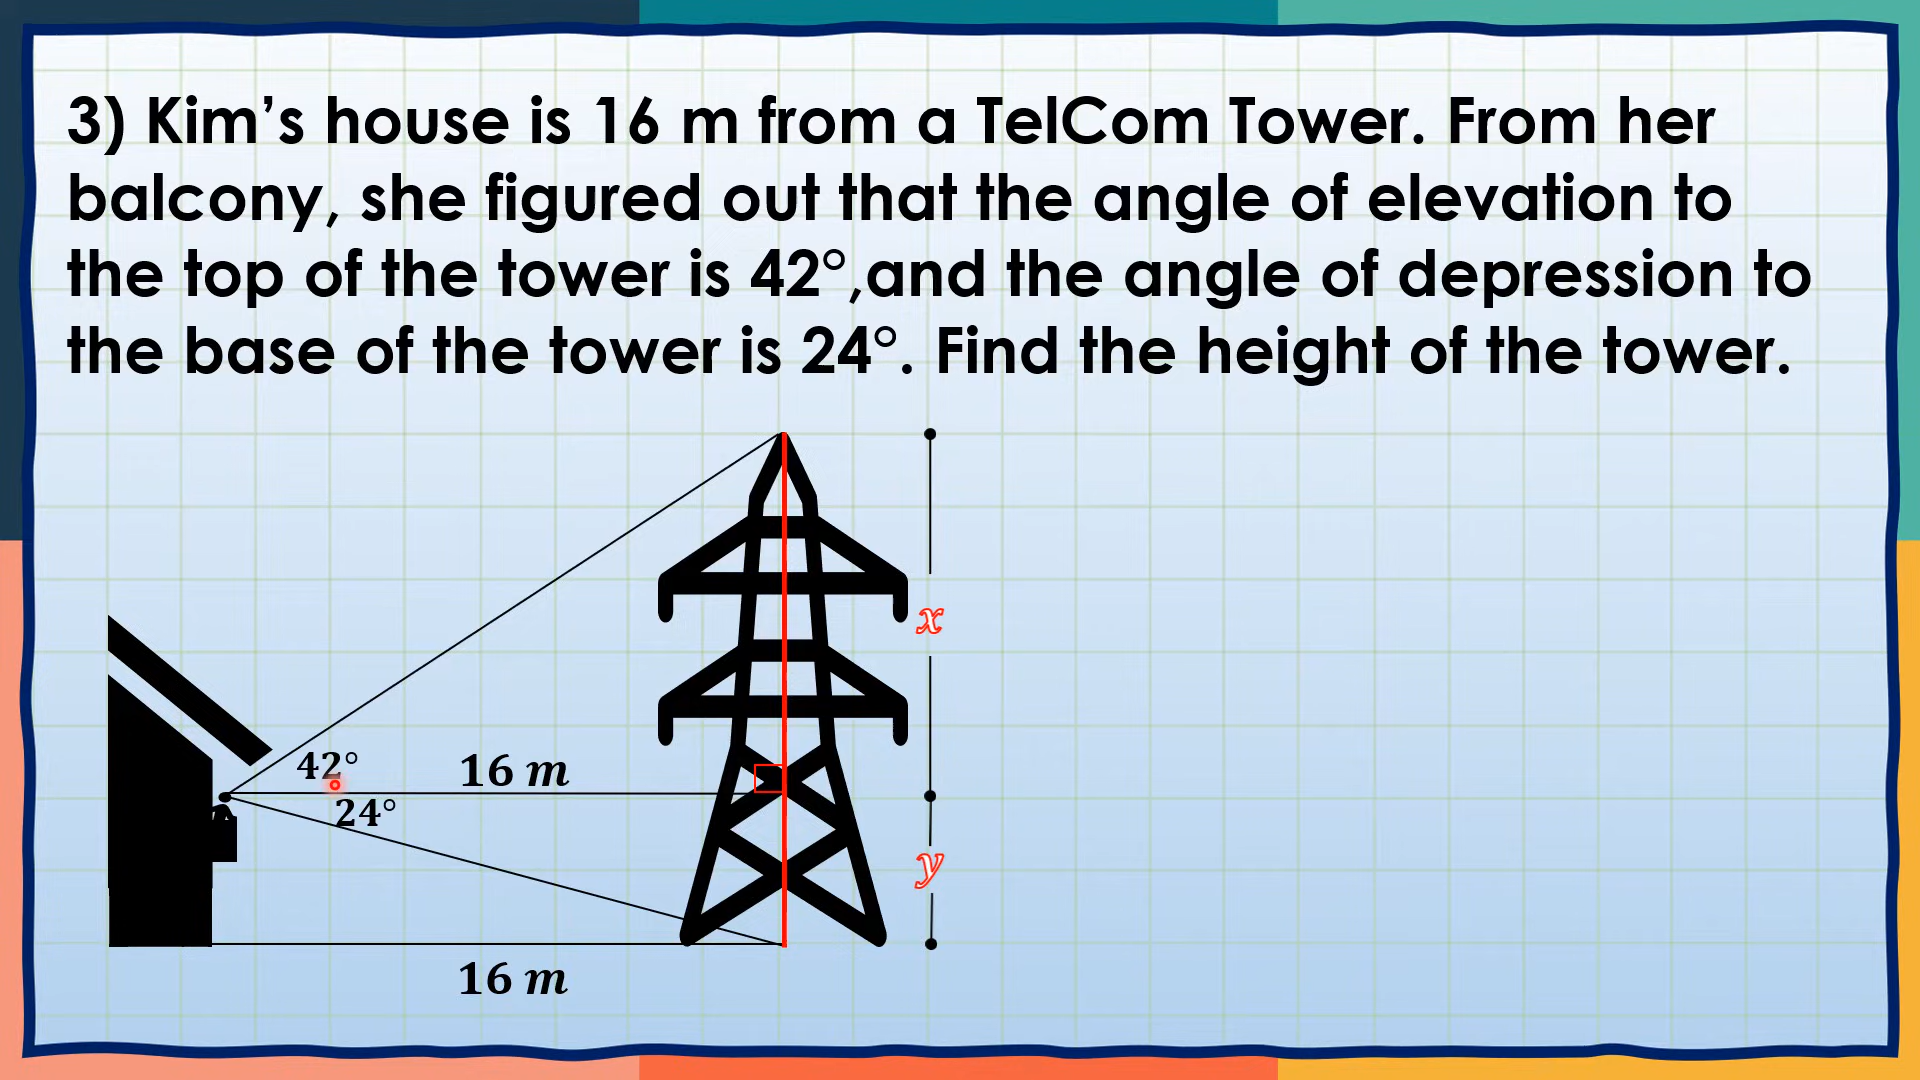 3) Kim’s house is 16 m from a TelCom Tower. From her
balcony, she figured out that the angle of elevation to
the top of the tower is 42°,and the angle of depression to
the base of the tower is 24°. Find the height of the tower.
x
42°
16 m
24°
y
16 m